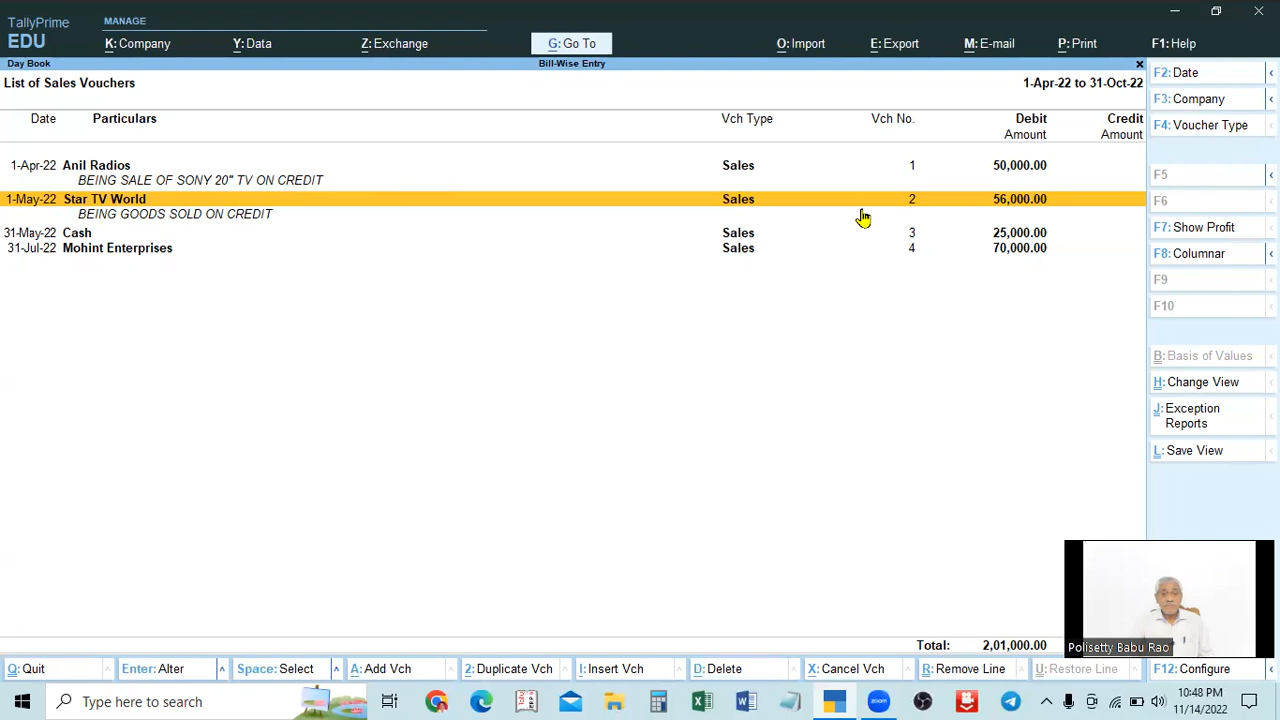 TallyPrime
EDU
MANAGE
K: Company
Y: Data
Z: Exchange
G: Go To
O: Import
E: Export
M: E-mail
P: Print
F1: Help
Day Book
Bill-Wise Entry
List of Sales Vouchers
1-Apr-22 to 31-Oct-22
Date Particulars Vch Type Vch No. Debit Credit
Amount Amount
1-Apr-22 Anil Radios Sales 1 50,000.00
BEING SALE OF SONY 20" TV ON CREDIT
1-May-22 Star TV World Sales 2 56,000.00
BEING GOODS SOLD ON CREDIT
31-May-22 Cash Sales 3 25,000.00
31-Jul-22 Mohint Enterprises Sales 4 70,000.00
Total: 2,01,000.00
F2: Date
F3: Company
F4: Voucher Type
F5
F6
F7: Show Profit
F8: Columnar
F9
F10
B: Basis of Values
H: Change View
J: Exception
Reports
L: Save View
Polisetty Babu Rao
Q: Quit
Enter: Alter
Space: Select
A: Add Vch
2: Duplicate Vch
I: Insert Vch
D: Delete
X: Cancel Vch
R: Remove Line
U: Restore Line
F12: Configure
Type here to search
zoom
10:48 PM
11/14/2022